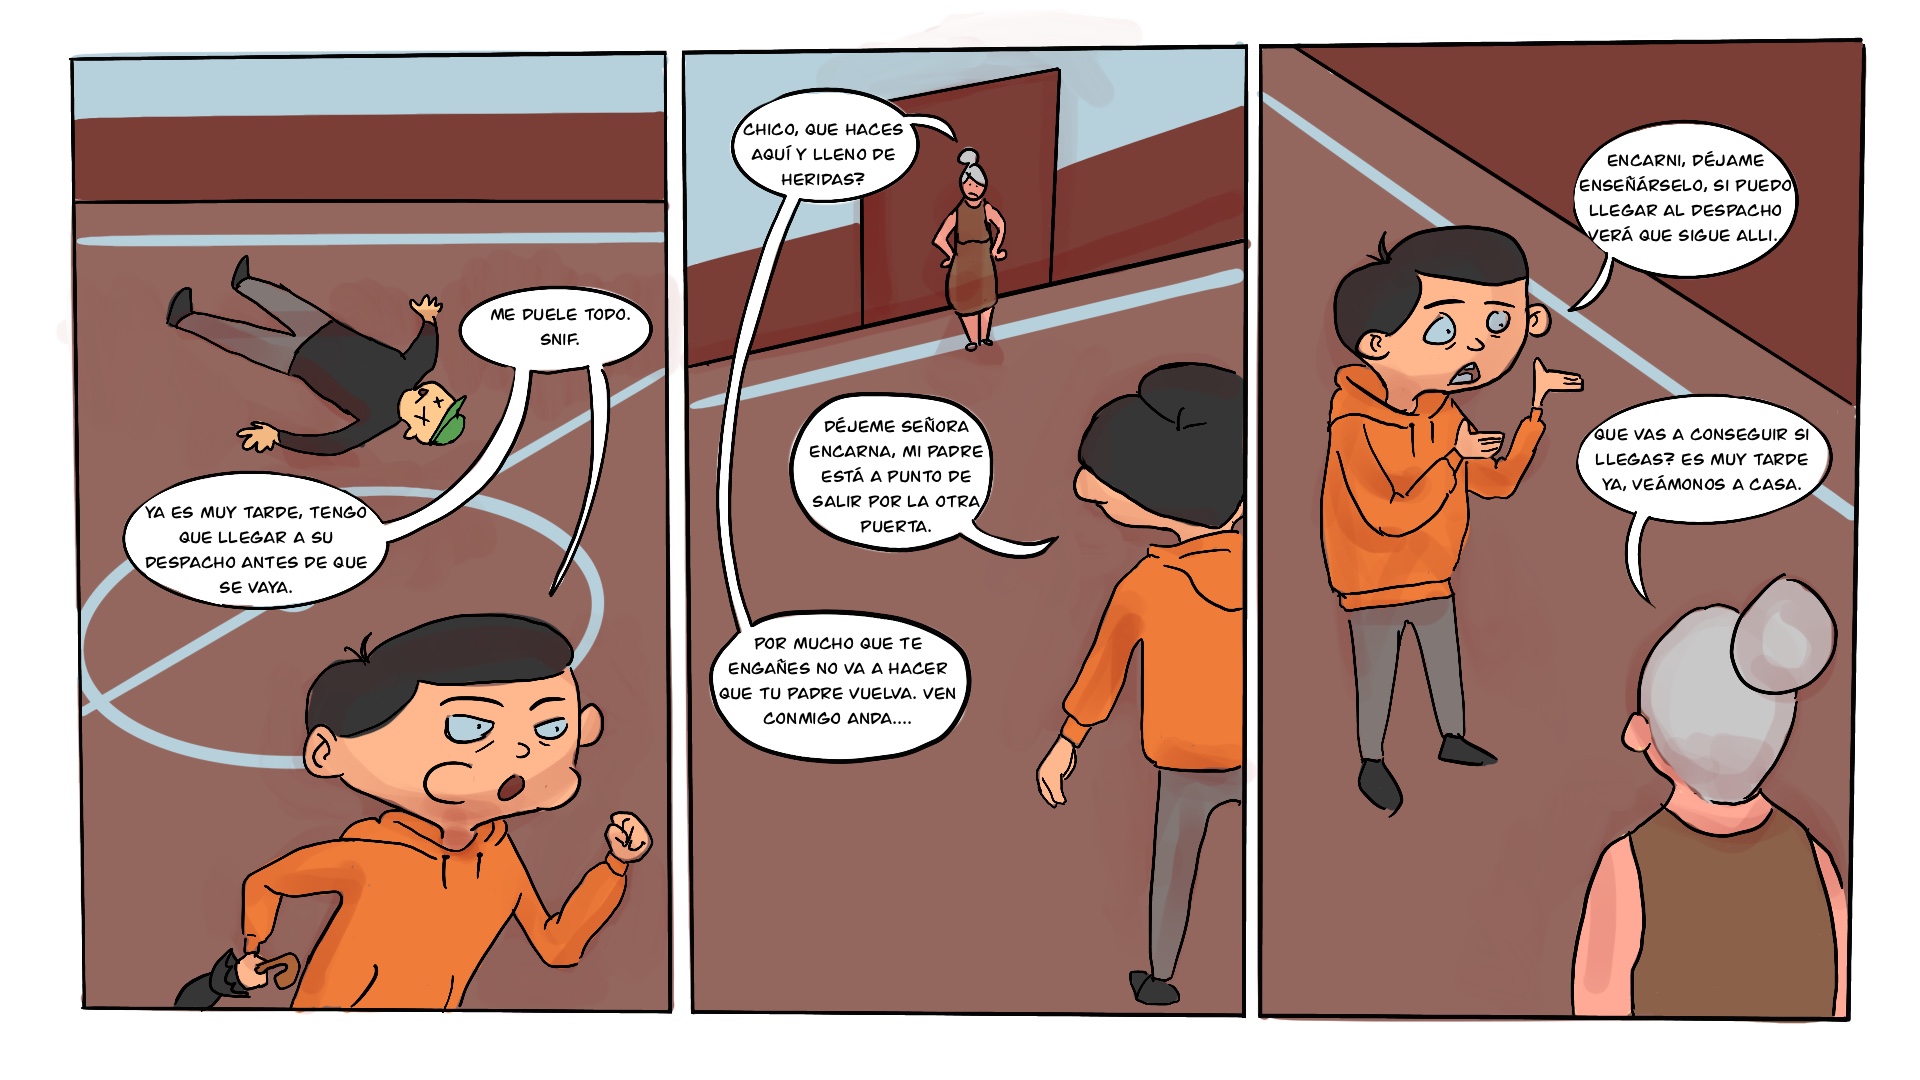 ME DUELE TODO.
SNIF.
YA ES MUY TARDE, TENGO
QUE LLEGAR A SU
DESPACHO ANTES DE QUE
SE VAYA.
CHICO, QUE HACES
AQUÍ Y LLENO DE
HERIDAS?
DÉJEME SEÑORA
ENCARNA, MI PADRE
ESTÁ A PUNTO DE
SALIR POR LA OTRA
PUERTA.
POR MUCHO QUE TE
ENGAÑES NO VA A HACER
QUE TU PADRE VUELVA. VEN
CONMIGO ANDA....
ENCARNI, DÉJAME
ENSEÑÁRSELO, SI PUEDO
LLEGAR AL DESPACHO
VERÁ QUE SIGUE ALLI.
QUE VAS A CONSEGUIR SI
LLEGAS? ES MUY TARDE
YA, VEÁMONOS A CASA.